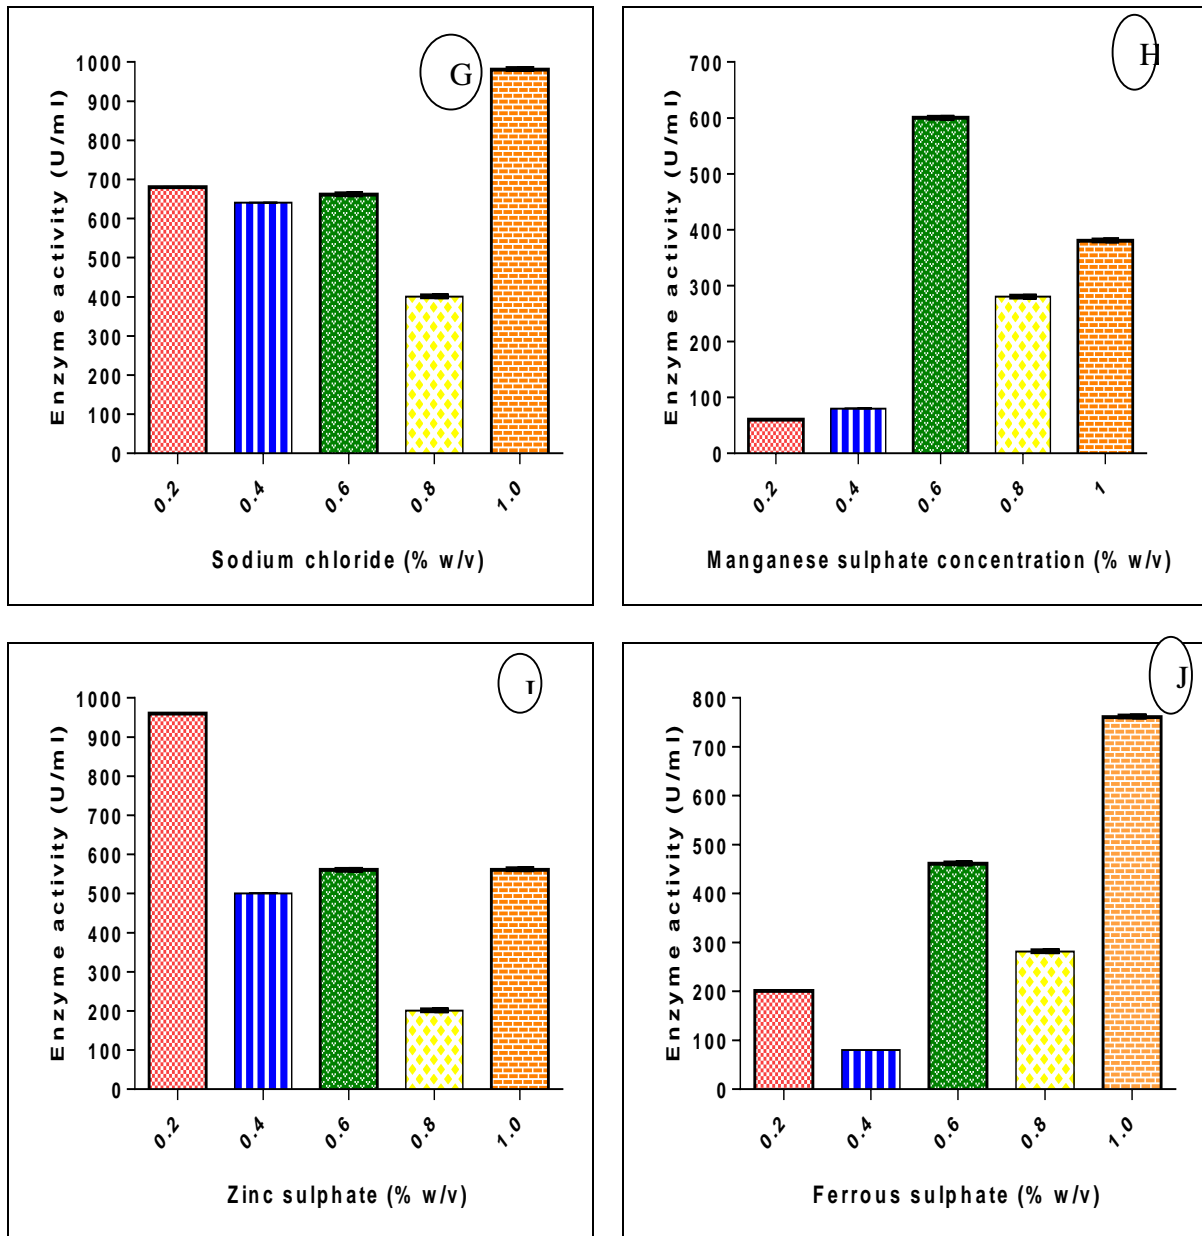 G
1000
900
800
700
600
500
400
300
200
100
0
Enzyme activity (U/ml)
0.2 0.4 0.6 0.8 1.0
Sodium chloride (% w/v)
H
700
600
500
400
300
200
100
0
Enzyme activity (U/ml)
0.2 0.4 0.6 0.8 1
Manganese sulphate concentration (% w/v)
I
1000
900
800
700
600
500
400
300
200
100
0
Enzyme activity (U/ml)
0.2 0.4 0.6 0.8 1.0
Zinc sulphate (% w/v)
J
800
700
600
500
400
300
200
100
0
Enzyme activity (U/ml)
0.2 0.4 0.6 0.8 1.0
Ferrous sulphate (% w/v)